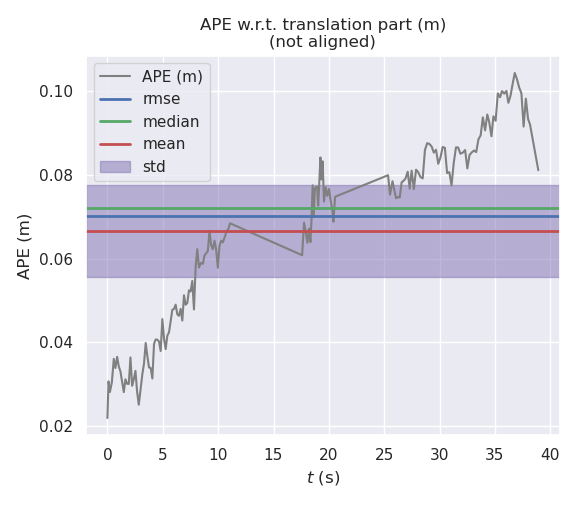 APE w.r.t. translation part (m)
(not aligned)
APE (m)
rmse
median
mean
std
APE (m)
0.10
0.08
0.06
0.04
0.02
0 5 10 15 20 25 30 35 40
t (s)